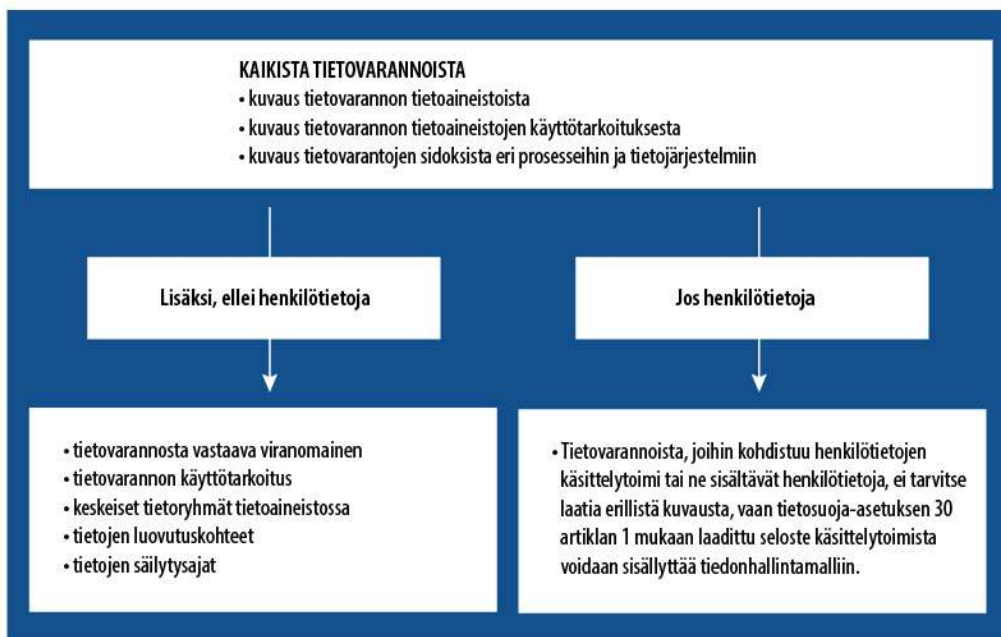 KAIKISTA TIETOVARANNOISTA
• kuvaus tietovarannon tietoaineistoista
• kuvaus tietovarannon tietoaineistojen käyttötarkoituksesta
• kuvaus tietovarantojen sidoksista eri prosesseihin ja tietojärjestelmiin
Lisäksi, ellei henkilötietoja
Jos henkilötietoja
• tietovarannosta vastaava viranomainen
• tietovarannon käyttötarkoitus
• keskeiset tietoryhmät tietoaineistossa
• tietojen luovutuskohteet
• tietojen säilytysajat
• Tietovarannoista, joihin kohdistuu henkilötietojen
käsittelytoimi tai ne sisältävät henkilötietoja, ei tarvitse
laatia erillistä kuvausta, vaan tietosuoja-asetuksen 30
artiklan 1 mukaan laadittu seloste käsittelytoimista
voidaan sisällyttää tiedonhallintamalliin.